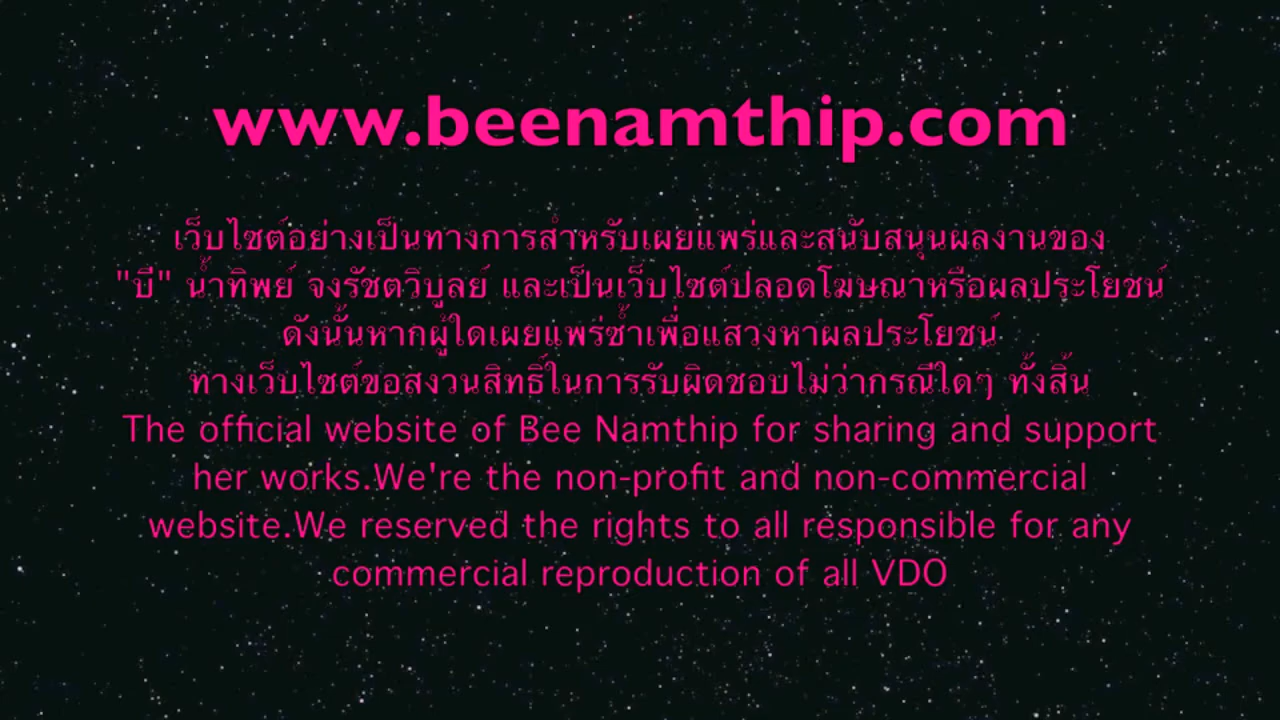 www.beenamthip.com
เว็บไซต์อย่างเป็นทางการสำหรับเผยแพร่และสนับสนุนผลงานของ
"บี" น้ำทิพย์ จงรัชตวิบูลย์ และเป็นเว็บไซต์ปลอดโฆษณาหรือผลประโยชน์
ดังนั้นหากผู้ใดเผยแพร่ซ้ำเพื่อแสวงหาผลประโยชน์
ทางเว็บไซต์ขอสงวนสิทธิ์ในการรับผิดชอบไม่ว่ากรณีใดๆ ทั้งสิ้น
The official website of Bee Namthip for sharing and support
her works.We're the non-profit and non-commercial
website.We reserved the rights to all responsible for any
commercial reproduction of all VDO